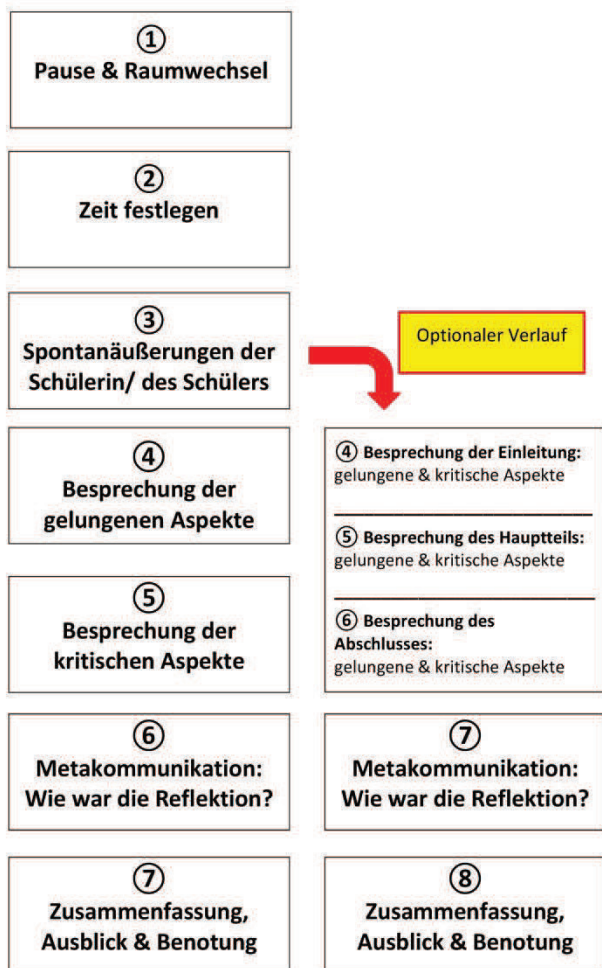 ①
Pause & Raumwechsel
②
Zeit festlegen
③
Spontanäußerungen der
Schülerin/ des Schülers
Optionaler Verlauf
④
Besprechung der
gelungenen Aspekte
⑤
Besprechung der
kritischen Aspekte
⑥
Metakommunikation:
Wie war die Reflektion?
⑦
Zusammenfassung,
Ausblick & Benotung
④ Besprechung der Einleitung:
gelungene & kritische Aspekte
⑤ Besprechung des Hauptteils:
gelungene & kritische Aspekte
⑥ Besprechung des
Abschlusses:
gelungene & kritische Aspekte
⑦
Metakommunikation:
Wie war die Reflektion?
⑧
Zusammenfassung,
Ausblick & Benotung